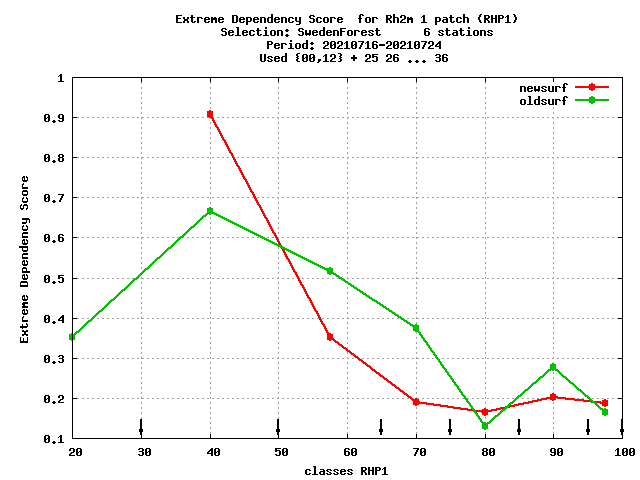 Extreme Dependency Score  for Rh2m 1 patch (RHP1)
Selection: SwedenForest      6 stations
Period: 20210716-20210724
Used {00,12} + 25 26 ... 36
newsurf
oldsurf
Extreme Dependency Score
1
0.9
0.8
0.7
0.6
0.5
0.4
0.3
0.2
0.1
20 30 40 50 60 70 80 90 100
classes RHP1